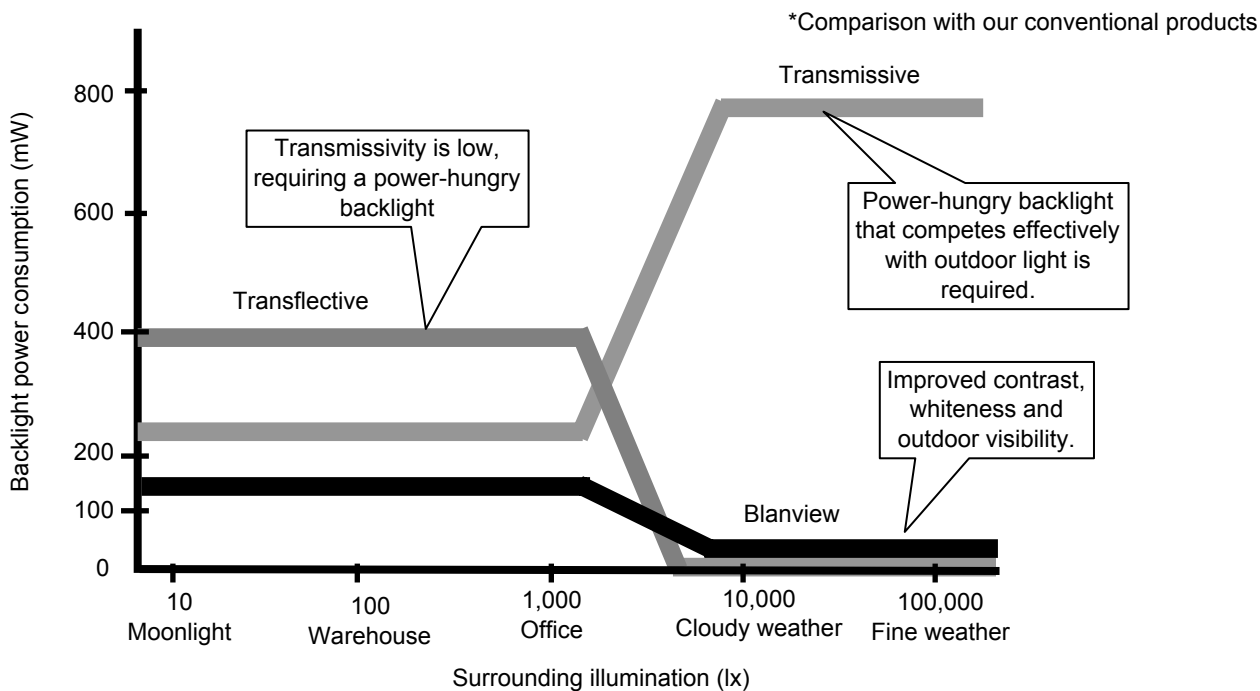 *Comparison with our conventional products
Backlight power consumption (mW)
800
600
400
200
100
0
Transmissive
Transmissivity is low,
requiring a power-hungry
backlight
Power-hungry backlight
that competes effectively
with outdoor light is
required.
Transflective
Improved contrast,
whiteness and
outdoor visibility.
Blanview
10
Moonlight
100
Warehouse
1,000
Office
10,000
Cloudy weather
100,000
Fine weather
Surrounding illumination (lx)